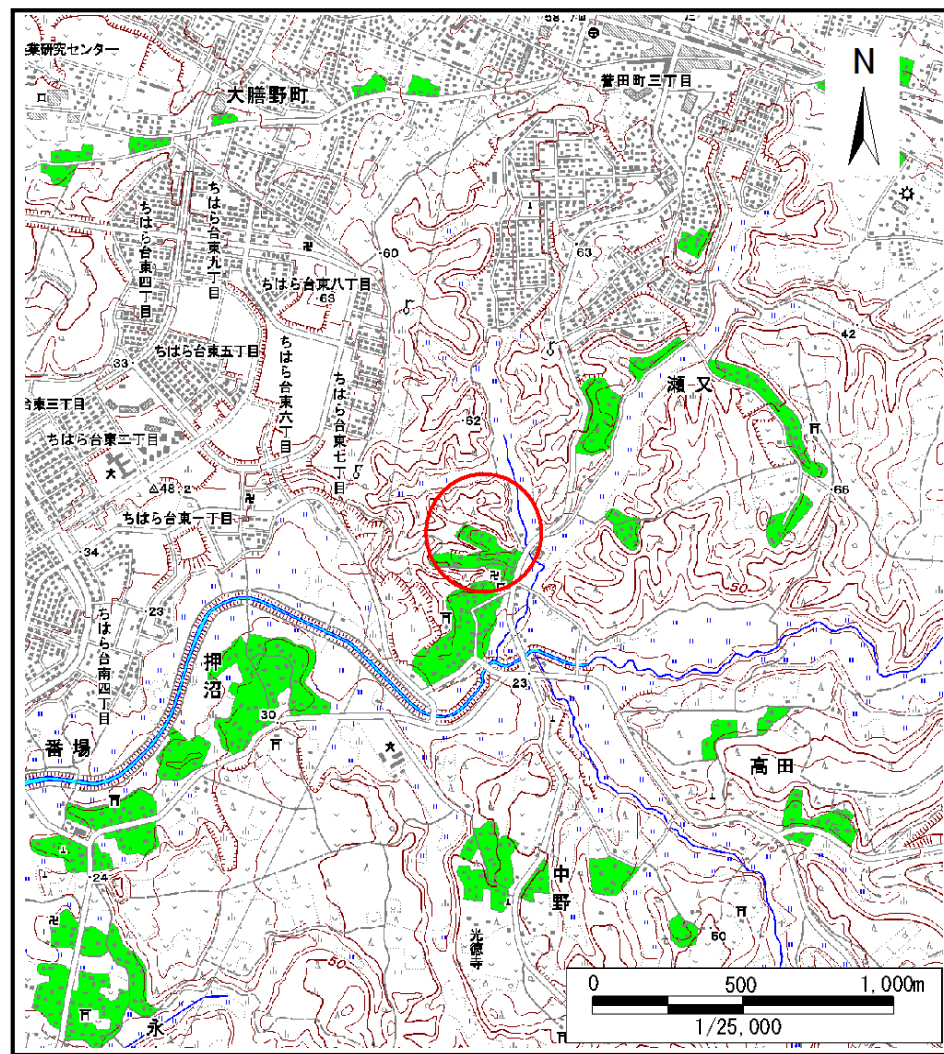 58.7
業研究センター
大膳野町
誉田町三丁目
N
ちはら台東四丁目
ちはら台東九丁目
60
63
ちはら台東八丁目
63
42
33
ちはら台東五丁目
瀬又
台東三丁目
ちはら台東六丁目
ちはら台東七丁目
62
ちはら台東二丁目
66
48.2
ちはら台東一丁目
34
50
23
ちはら台南四丁目
押沼
23
30
番場
高田
24
中野
光徳寺
60
50
永
0 500 1,000m
1/25,000